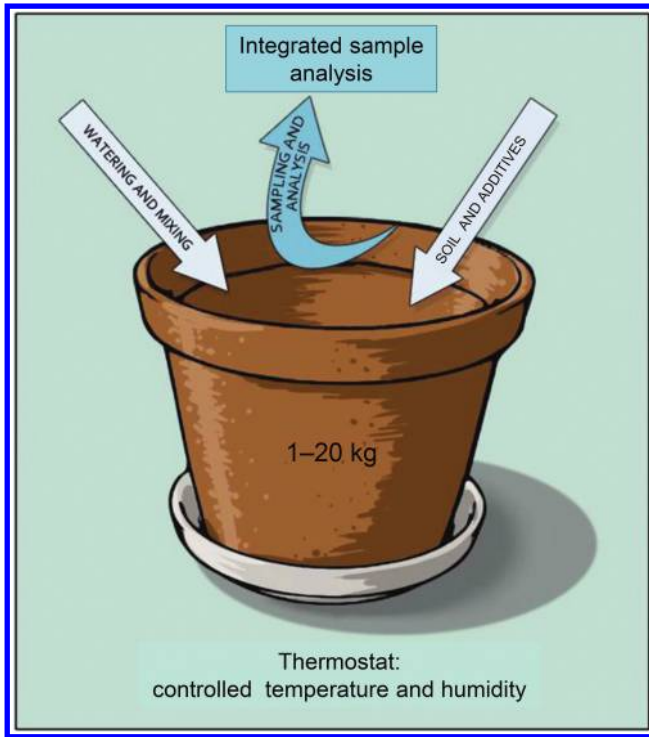 Integrated sample
analysis
WATERING AND MIXING
SAMPLING AND
ANALYSIS
SOIL AND ADDITIVES
1–20 kg
Thermostat:
controlled temperature and humidity